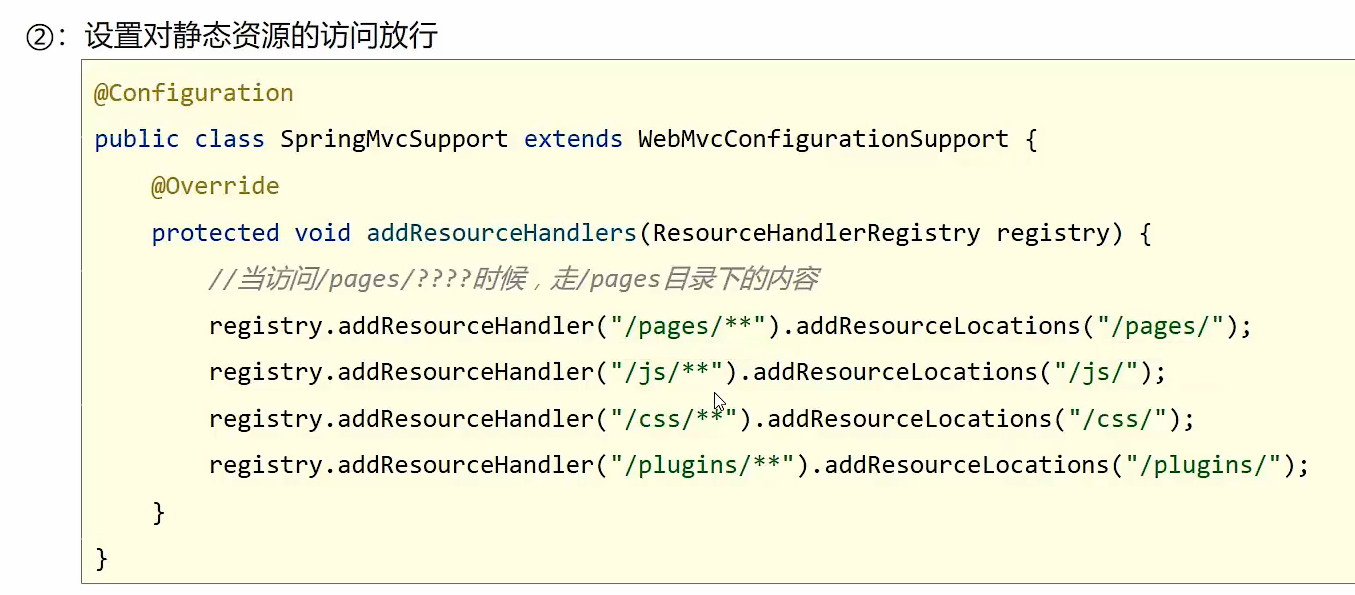 ②：设置对静态资源的访问放行
@Configuration
public class SpringMvcSupport extends WebMvcConfigurationSupport {
@Override
protected void addResourceHandlers(ResourceHandlerRegistry registry) {
//当访问/pages/????时候，走/pages目录下的内容
registry.addResourceHandler("/pages/**").addResourceLocations("/pages/");
registry.addResourceHandler("/js/**").addResourceLocations("/js/");
registry.addResourceHandler("/css/**").addResourceLocations("/css/");
registry.addResourceHandler("/plugins/**").addResourceLocations("/plugins/");
}
}